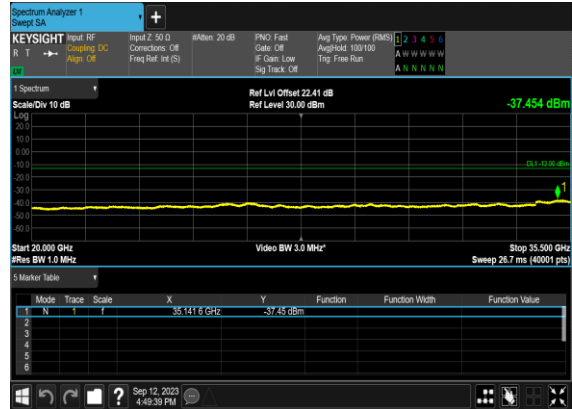 Spectrum Analyzer 1
Swept SA
+
KEYSIGHT Input: RF Input Z: 50 Ω #Atten: 20 dB PNO: Fast Avg Type: Power (RMS) 1 2 3 4 5 6
R T Coupling: DC Corrections: Off Gate: Off Avg|Hold: 100/100 A W W W W W
Align: Off Freq Ref: Int (S) IF Gain: Low Trig: Free Run
Sig Track: Off A N N N N N
1 Spectrum Ref Lvl Offset 22.41 dB
Scale/Div 10 dB Ref Level 30.00 dBm -37.454 dBm
Log
20.0
10.0
0.00
-10.0
DL1 -13.00 dBm
-20.0
-30.0
1
-40.0
-50.0
-60.0
Start 20.000 GHz Video BW 3.0 MHz* Stop 35.500 GHz
#Res BW 1.0 MHz Sweep 26.7 ms (40001 pts)
5 Marker Table
Mode Trace Scale X Y Function Function Width Function Value
1 N 1 f 35.141 6 GHz -37.45 dBm
2
3
4
5
6
? Sep 12, 2023
4:49:39 PM